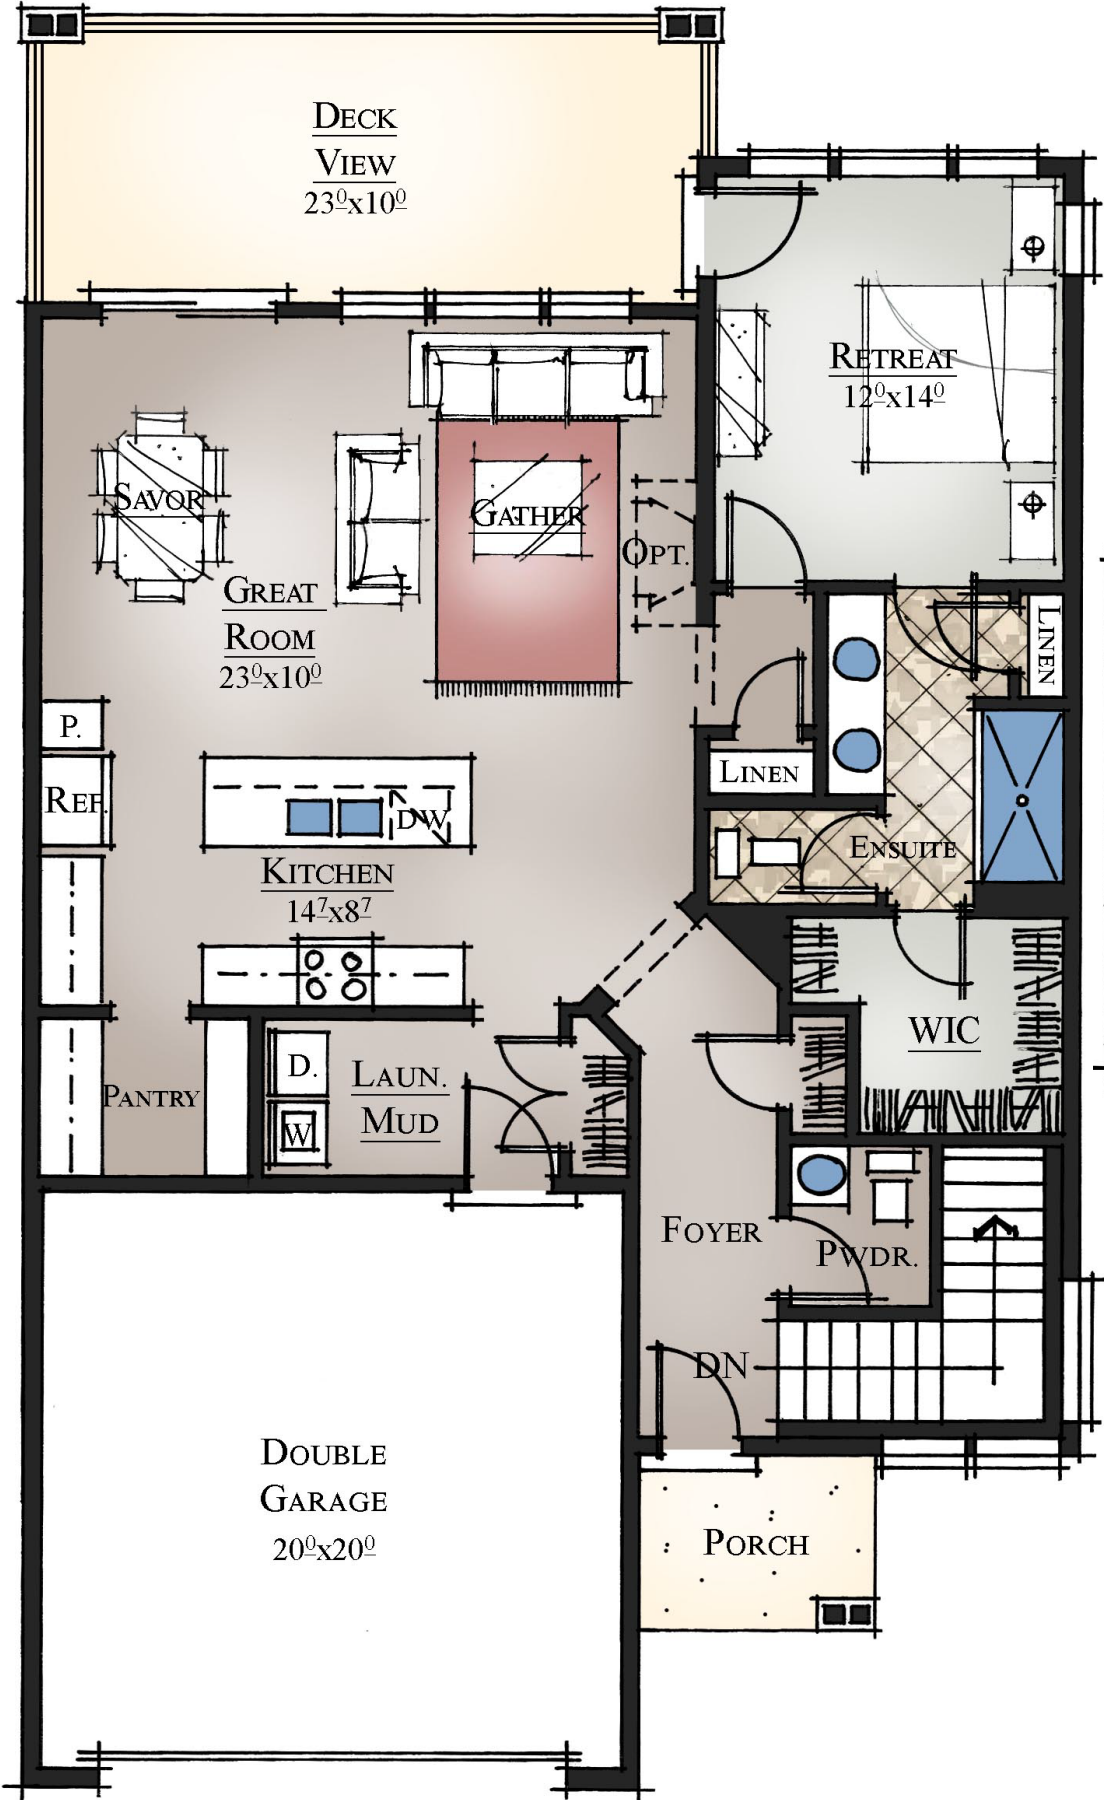 DECK
VIEW
23⁰x10⁰
RETREAT
12⁰x14⁰
SAVOR
GATHER
OPT.
GREAT
ROOM
23⁰x10⁰
LINEN
P.
REF.
LINEN
DW
ENSUITE
KITCHEN
14⁷x8⁷
WIC
D.
LAUN.
MUD
PANTRY
W
FOYER
PWDR.
DN
DOUBLE
GARAGE
20⁰x20⁰
PORCH